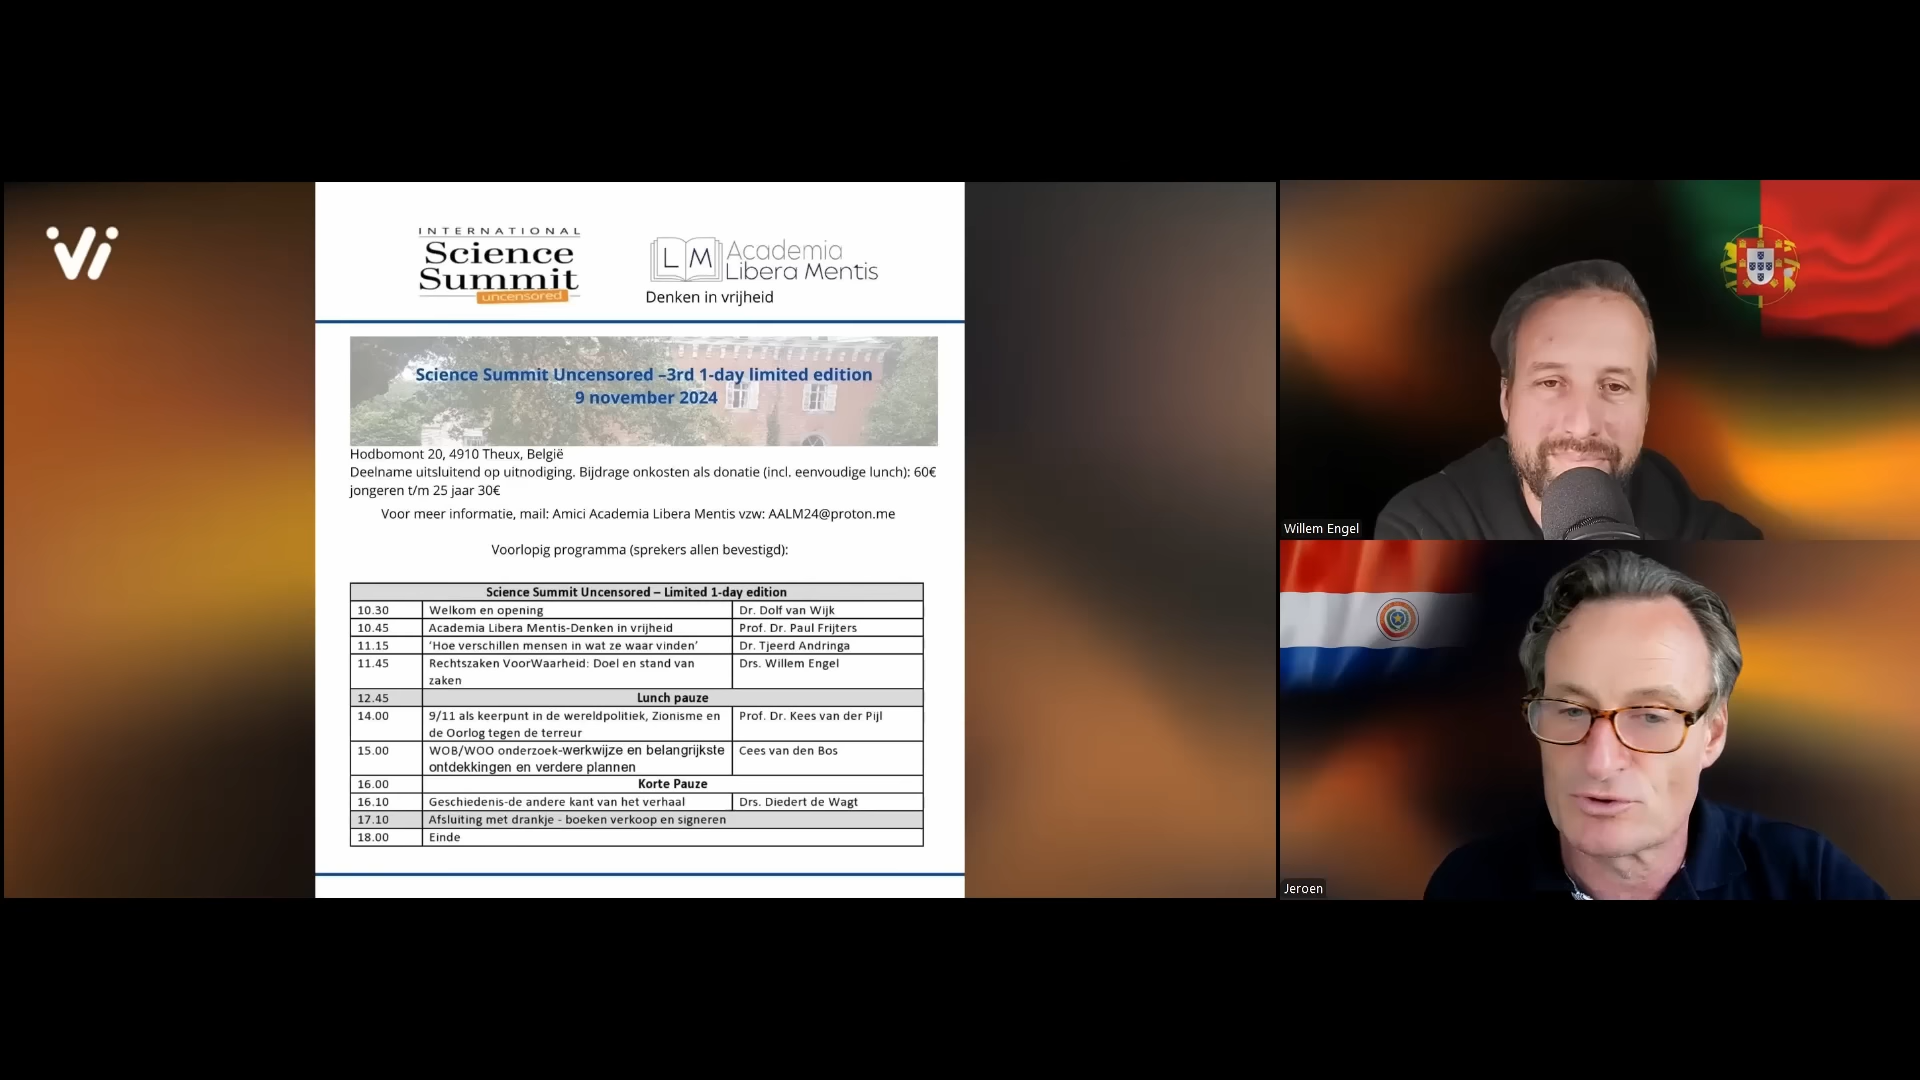 INTERNATIONAL
Science
Summit
uncensored
LM Academia
Libera Mentis
Denken in vrijheid
Science Summit Uncensored –3rd 1-day limited edition
9 november 2024
Hodbomont 20, 4910 Theux, België
Deelname uitsluitend op uitnodiging. Bijdrage onkosten als donatie (incl. eenvoudige lunch): 60€
jongeren t/m 25 jaar 30€
Voor meer informatie, mail: Amici Academia Libera Mentis vzw: AALM24@proton.me
Voorlopig programma (sprekers allen bevestigd):
Science Summit Uncensored – Limited 1-day edition
10.30 Welkom en opening Dr. Dolf van Wijk
10.45 Academia Libera Mentis-Denken in vrijheid Prof. Dr. Paul Frijters
11.15 ‘Hoe verschillen mensen in wat ze waar vinden’ Dr. Tjeerd Andringa
11.45 Rechtszaken VoorWaarheid: Doel en stand van Drs. Willem Engel
zaken
12.45 Lunch pauze
14.00 9/11 als keerpunt in de wereldpolitiek, Zionisme en Prof. Dr. Kees van der Pijl
de Oorlog tegen de terreur
15.00 WOB/WOO onderzoek-werkwijze en belangrijkste Cees van den Bos
ontdekkingen en verdere plannen
16.00 Korte Pauze
16.10 Geschiedenis-de andere kant van het verhaal Drs. Diedert de Wagt
17.10 Afsluiting met drankje - boeken verkoop en signeren
18.00 Einde
Willem Engel
Jeroen